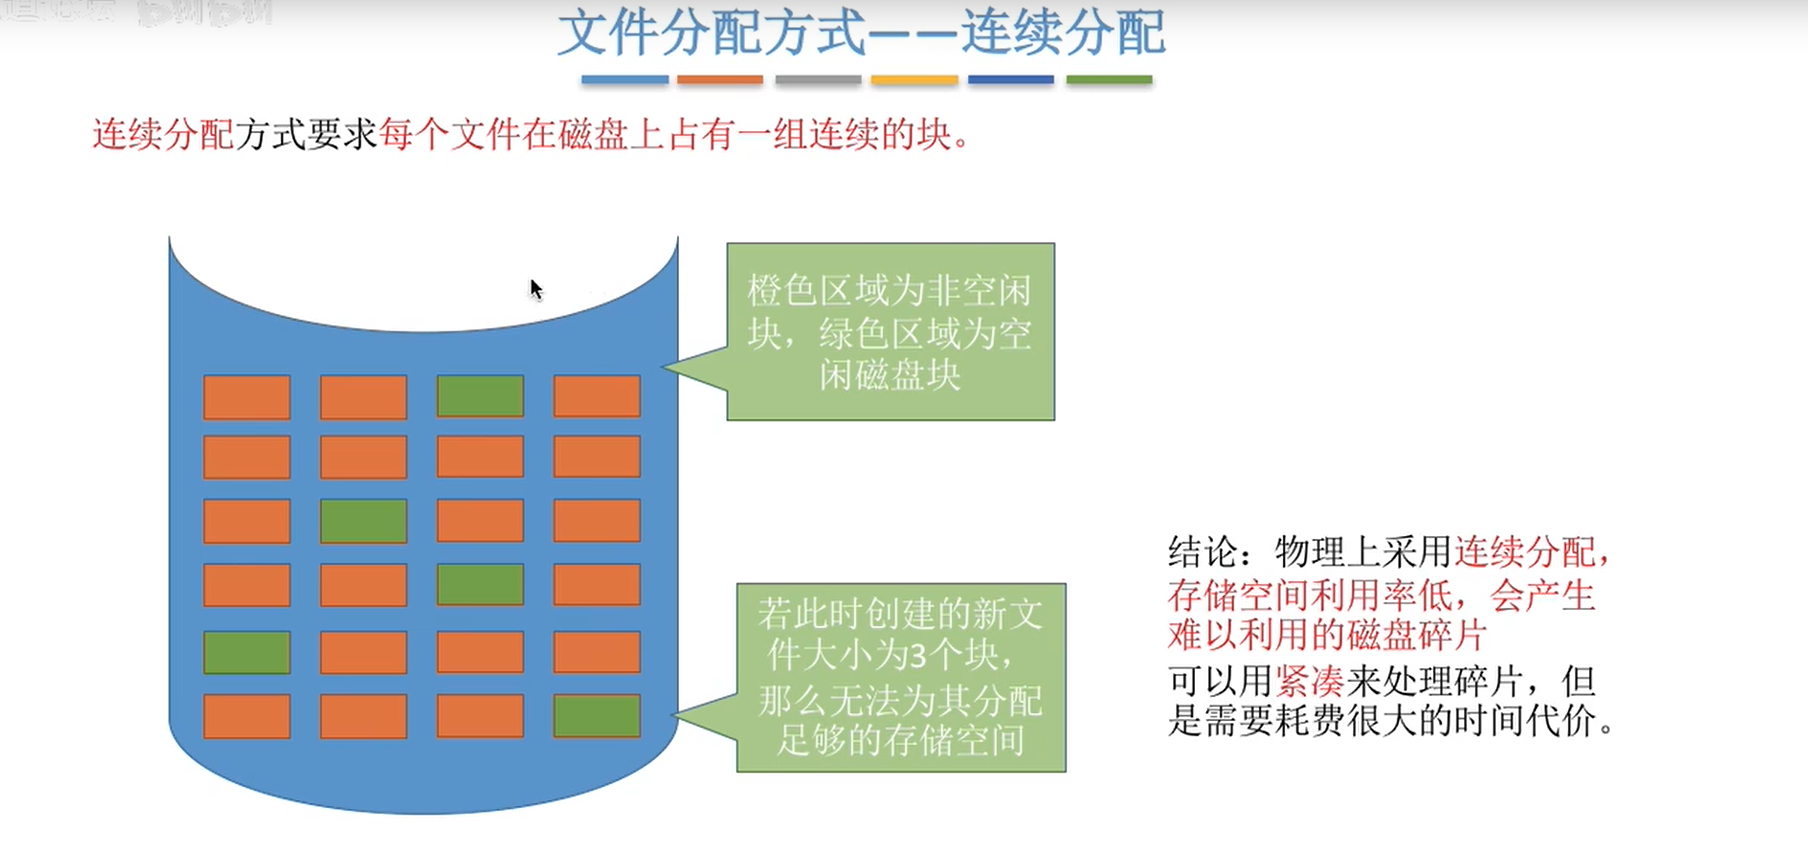 文件分配方式——连续分配
连续分配方式要求每个文件在磁盘上占有一组连续的块。
橙色区域为非空闲
块，绿色区域为空
闲磁盘块
若此时创建的新文
件大小为3个块，
那么无法为其分配
足够的存储空间
结论：物理上采用连续分配，
存储空间利用率低，会产生
难以利用的磁盘碎片
可以用紧凑来处理碎片，但
是需要耗费很大的时间代价。